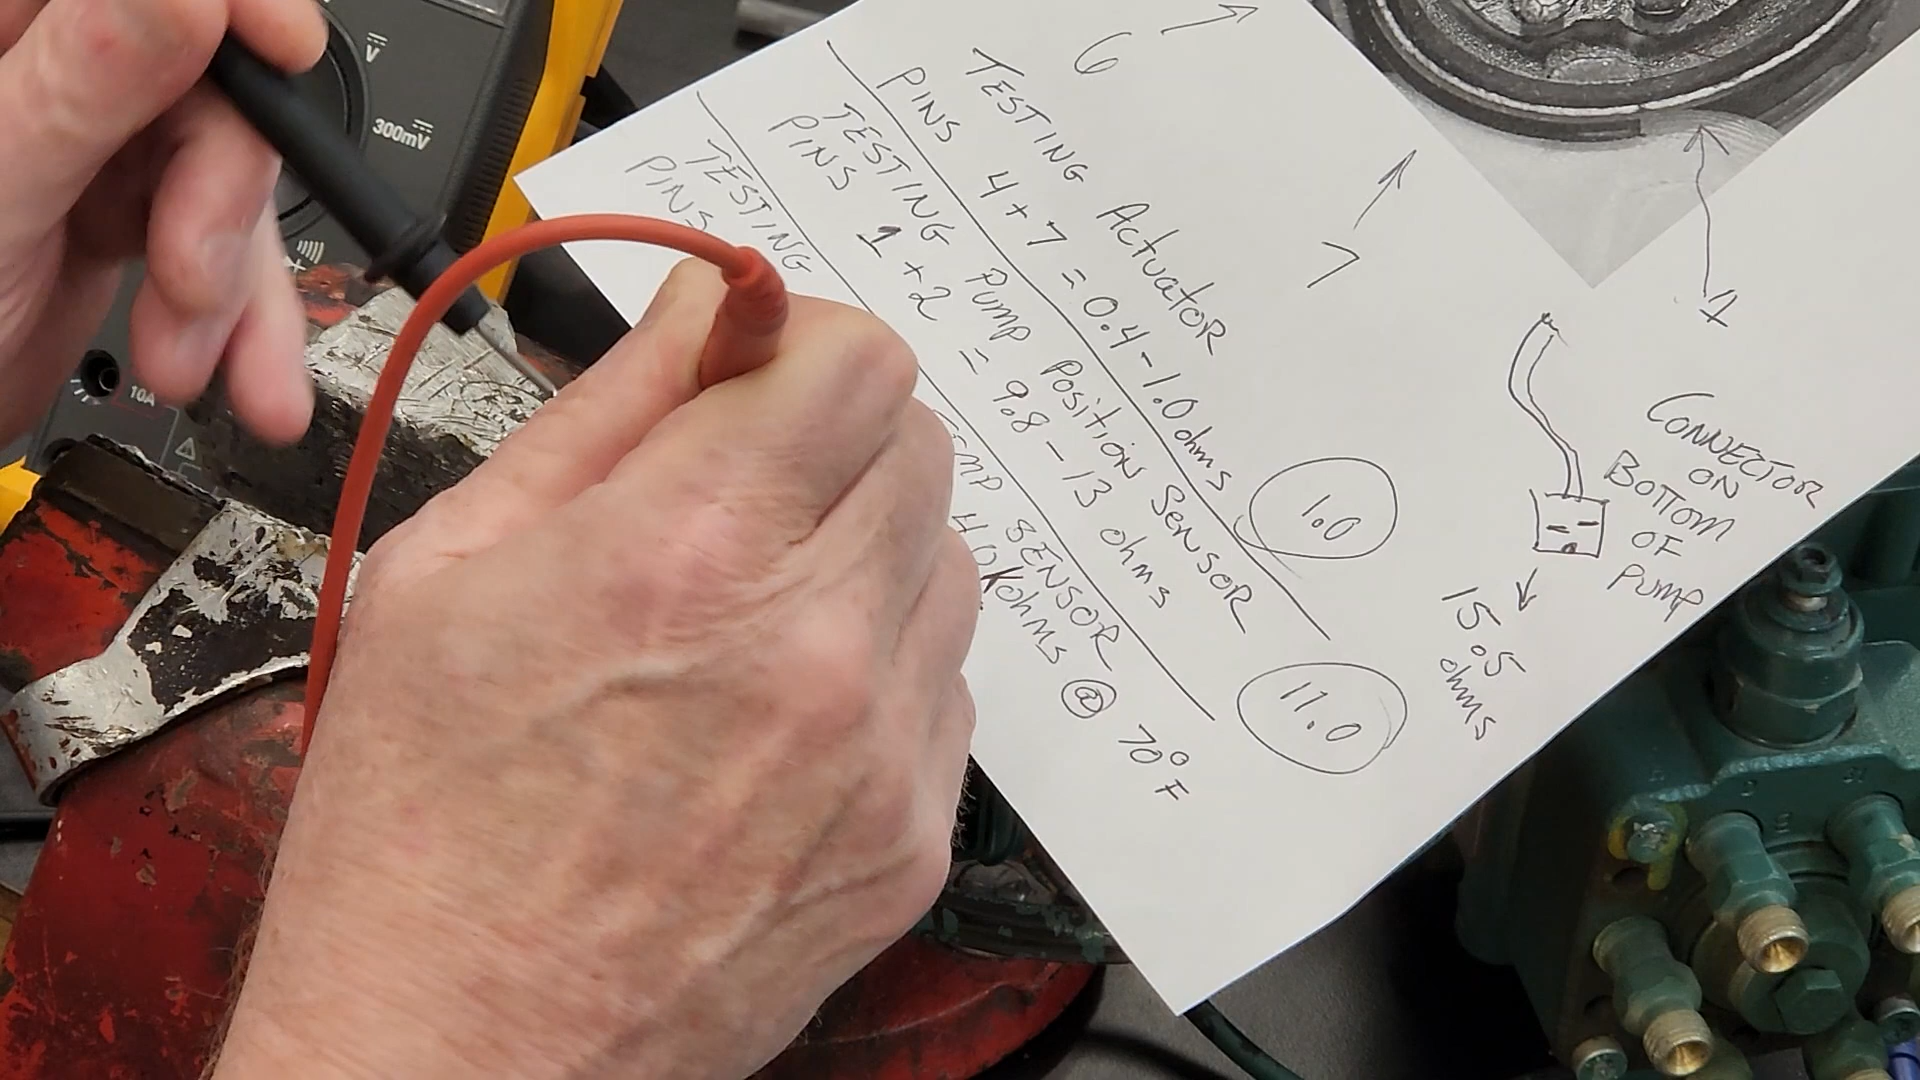 V
300mV
10A
6
7
1
TESTING Actuator
PINS 4 + 7 = 0.4 - 1.0 ohms
1.0
TESTING Pump Position Sensor
PINS 1 + 2 = 9.8 - 13 ohms
11.0
TESTING TEMP SENSOR
PINS 40K ohms @ 70° F
CONNECTOR
ON
BOTTOM
OF
PUMP
15.5
ohms